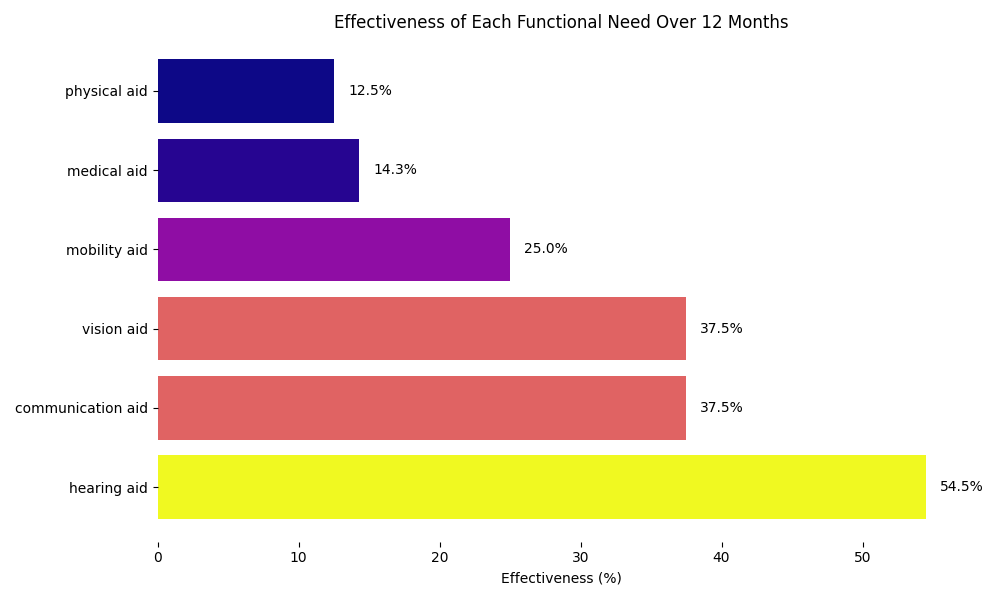 Effectiveness of Each Functional Need Over 12 Months
physical aid 12.5%
medical aid 14.3%
mobility aid 25.0%
vision aid 37.5%
communication aid 37.5%
hearing aid 54.5%
0 10 20 30 40 50
Effectiveness (%)